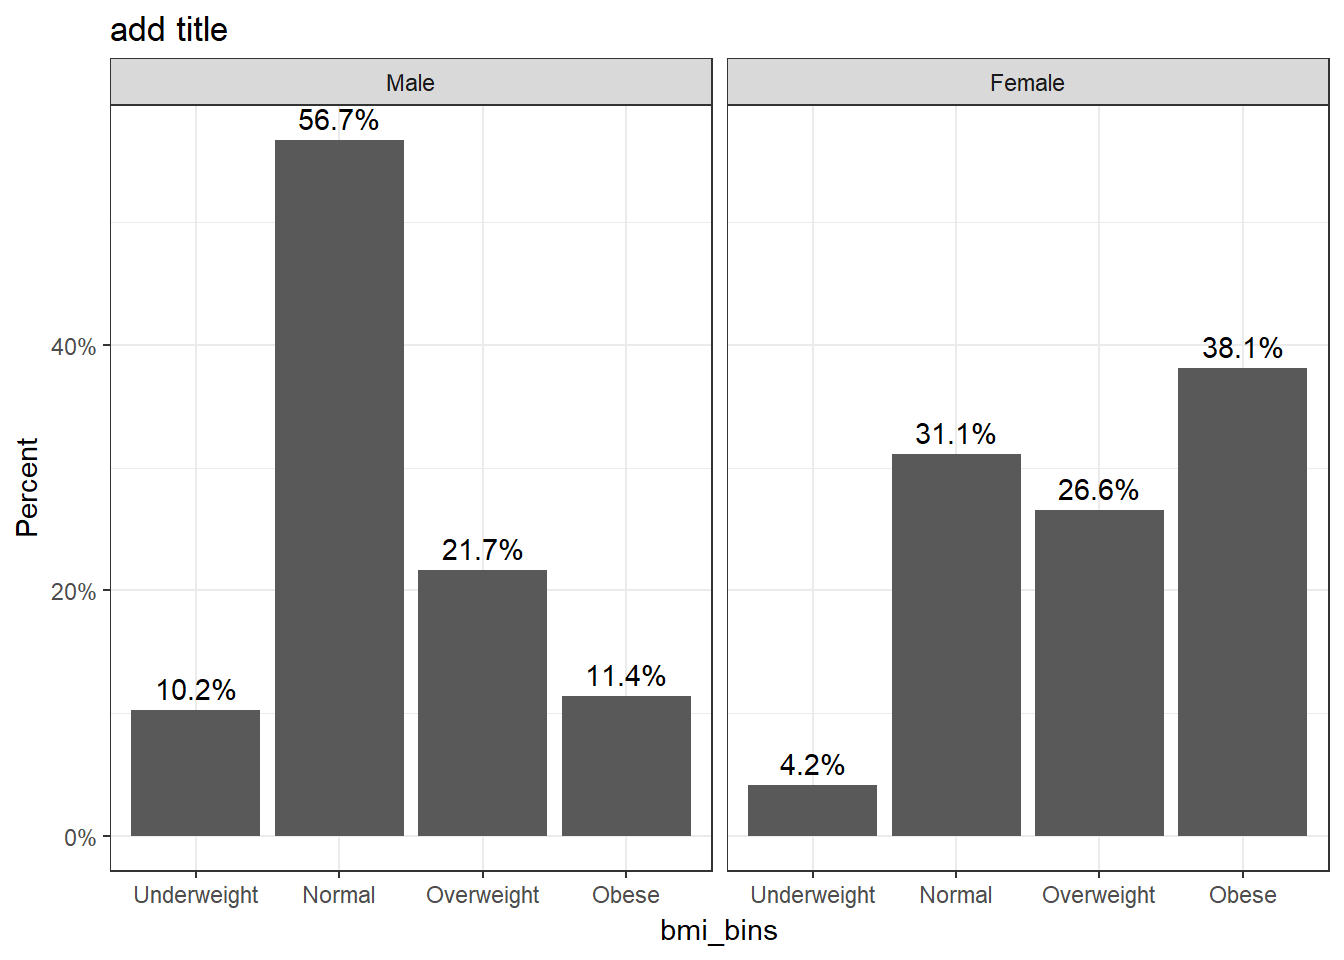 add title
Male Female
56.7%
38.1%
31.1%
26.6%
21.7%
11.4%
10.2%
4.2%
40%
20%
0%
Percent
Underweight Normal Overweight Obese Underweight Normal Overweight Obese
bmi_bins